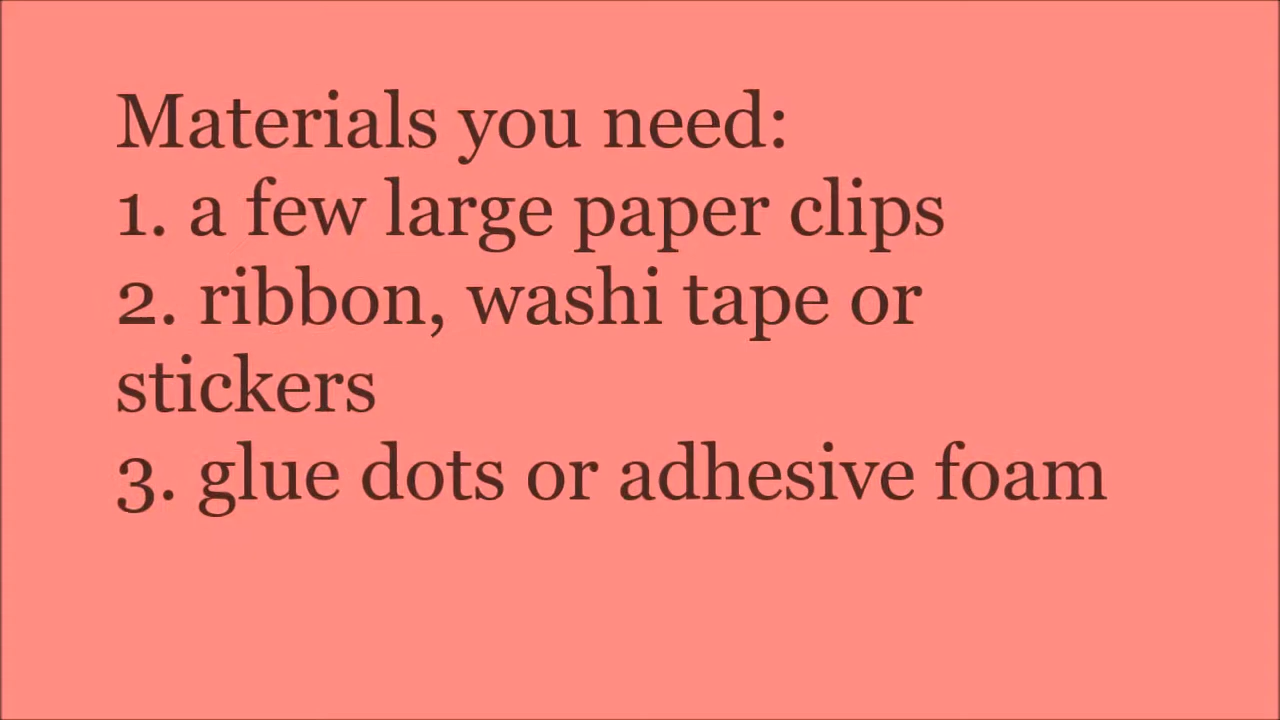 Materials you need:
1. a few large paper clips
2. ribbon, washi tape or
stickers
3. glue dots or adhesive foam